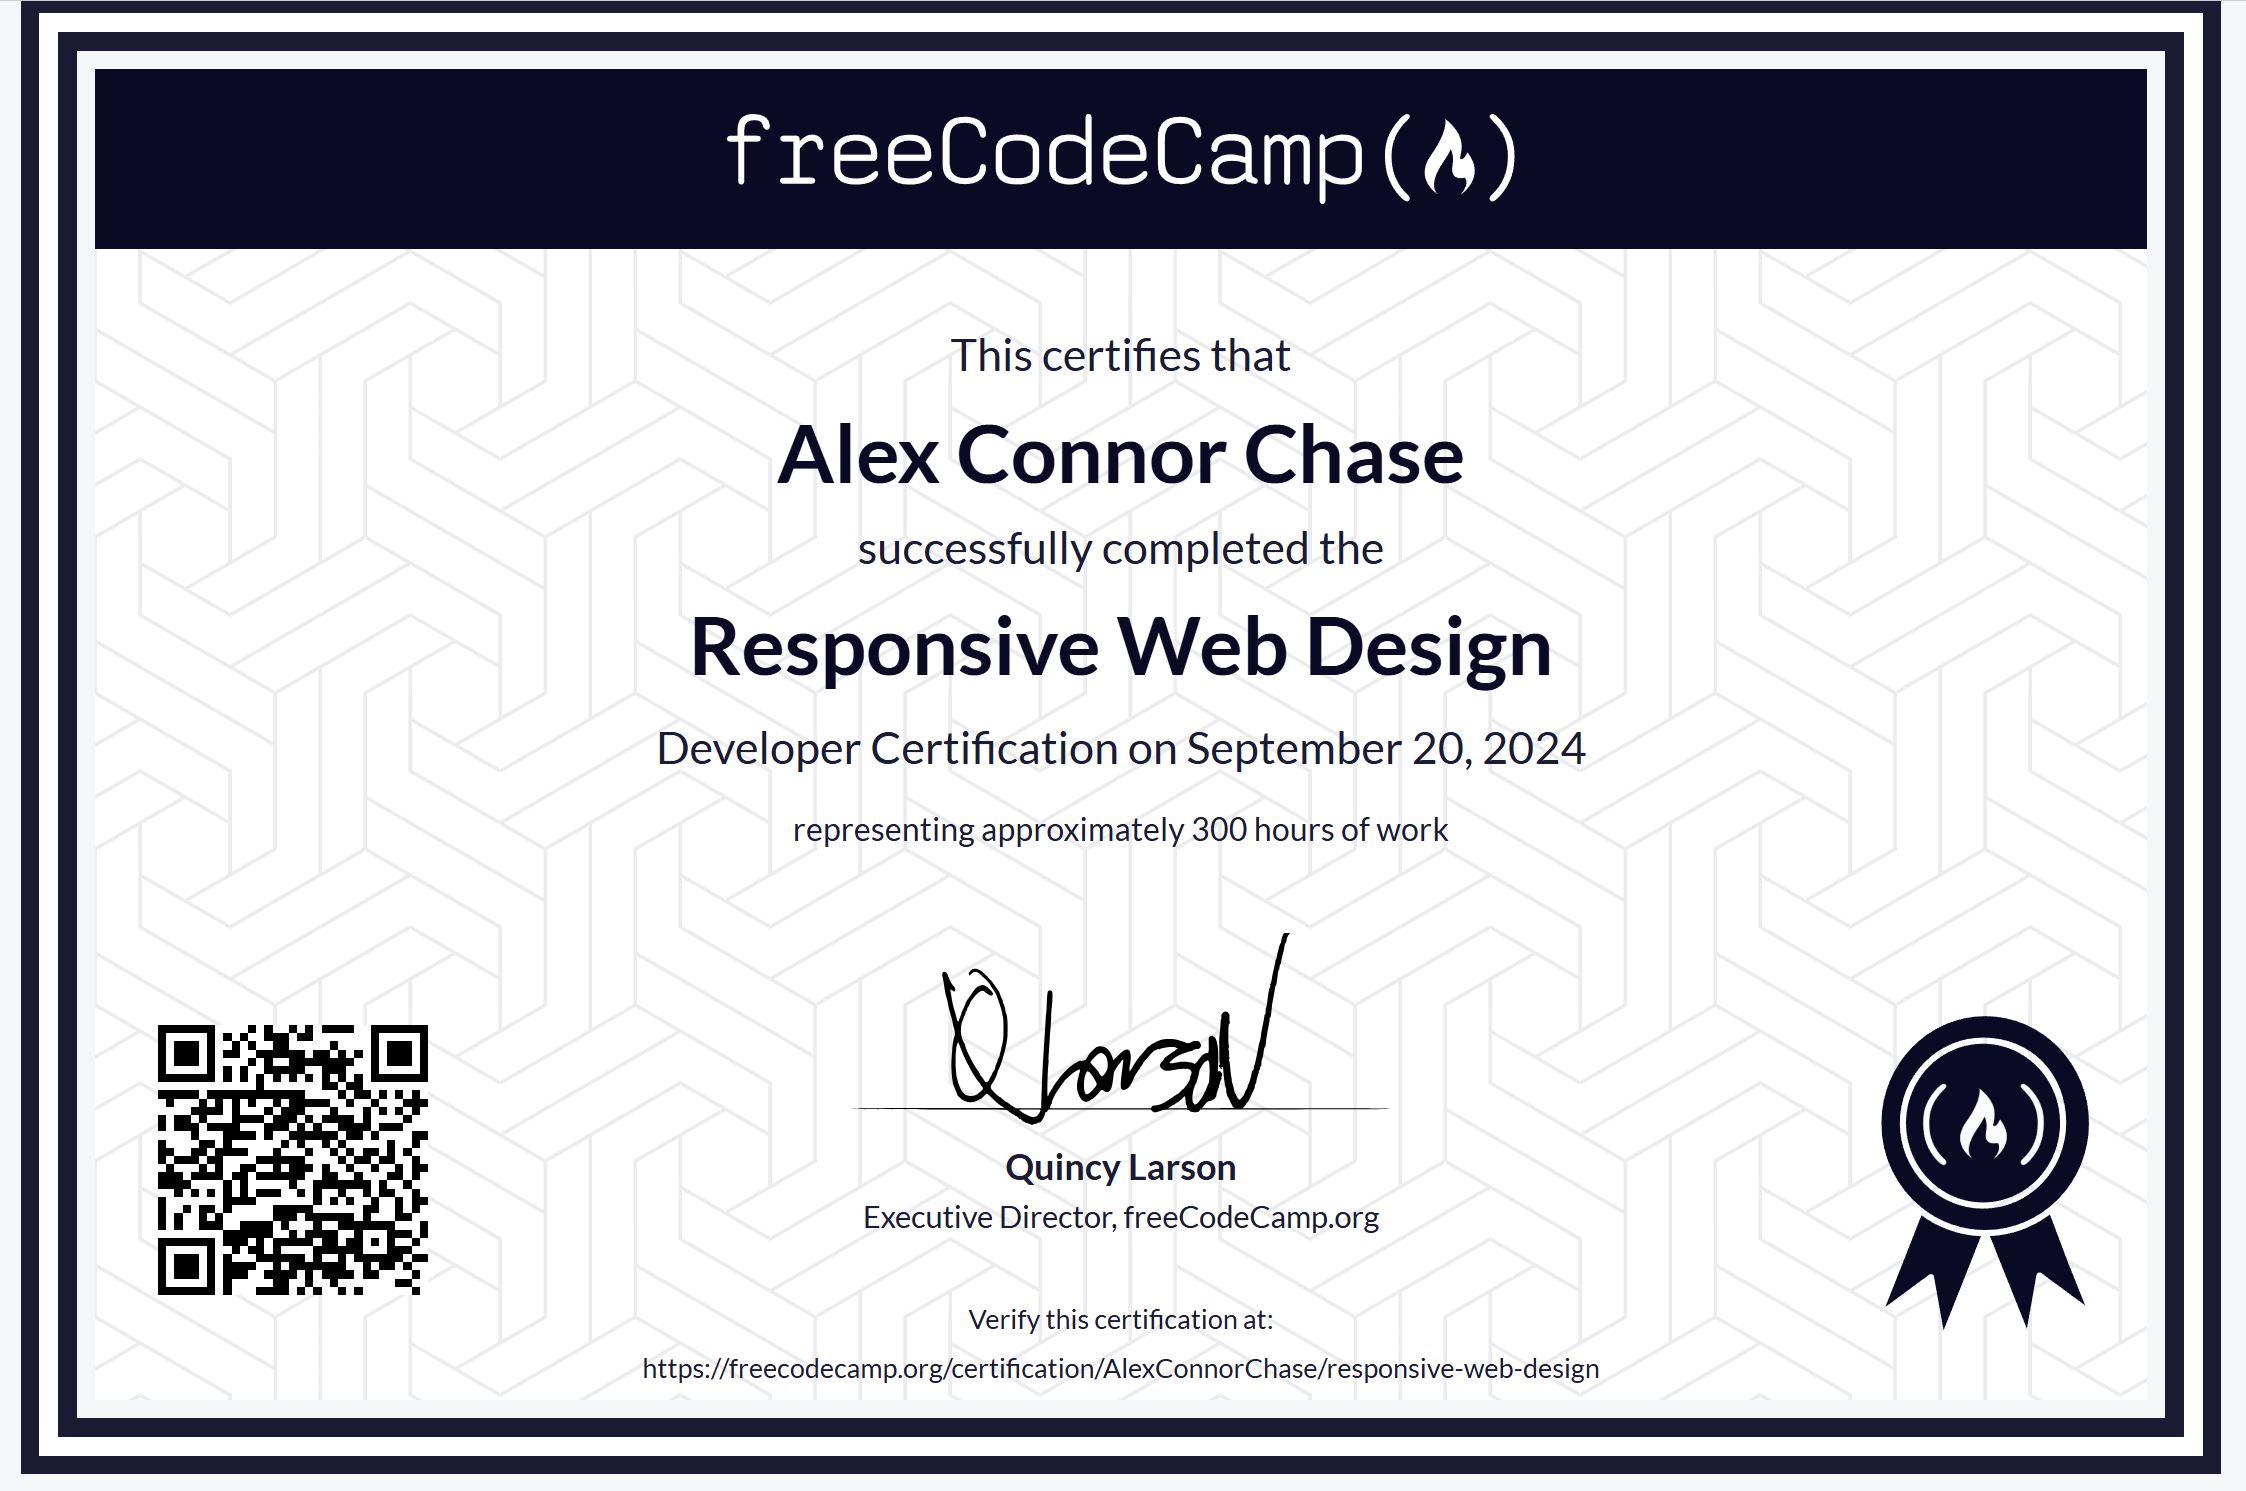 freeCodeCamp
This certifies that
Alex Connor Chase
successfully completed the
Responsive Web Design
Developer Certification on September 20, 2024
representing approximately 300 hours of work
Quincy Larson
Executive Director, freeCodeCamp.org
Verify this certification at:
https://freecodecamp.org/certification/AlexConnorChase/responsive-web-design